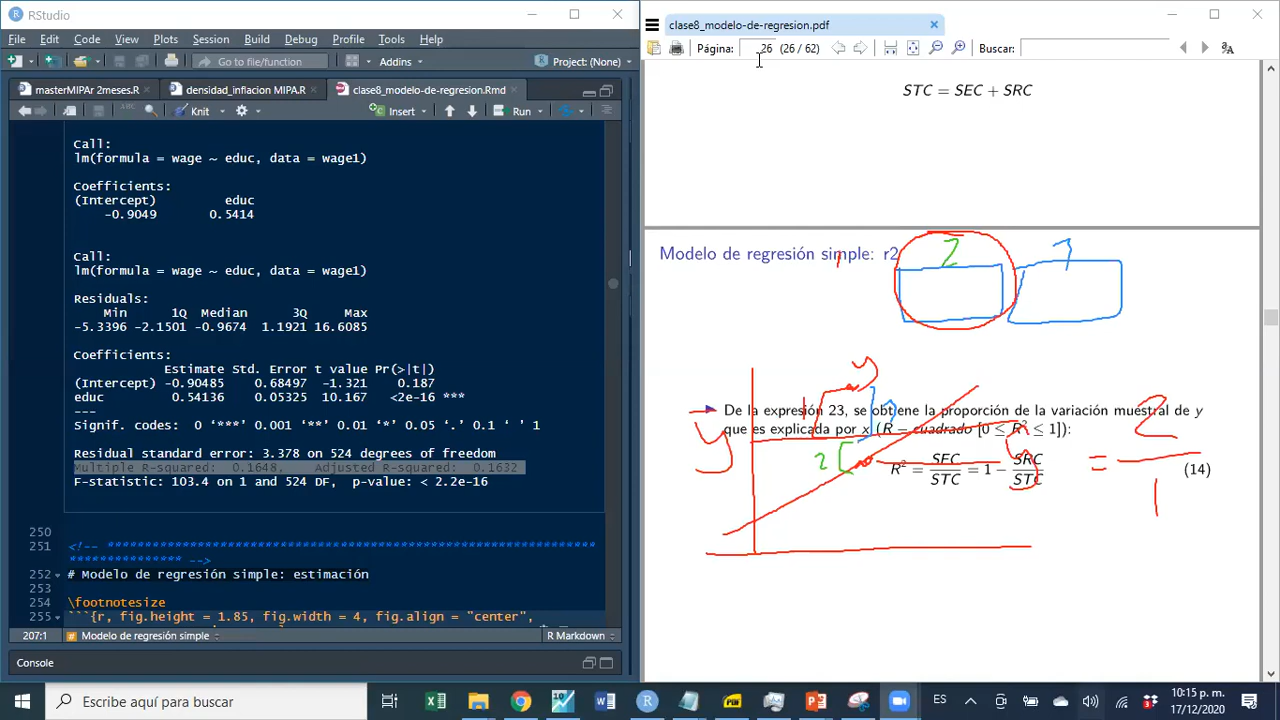 RStudio
File Edit Code View Plots Session Build Debug Profile Tools Help
Go to file/function Addins Project: (None)
masterMIPAr 2meses.R densidad_inflacion MIPA.R clase8_modelo-de-regresion.Rmd
ABC Knit Insert Run
Call:
lm(formula = wage ~ educ, data = wage1)
Coefficients:
(Intercept) educ
-0.9049 0.5414
Call:
lm(formula = wage ~ educ, data = wage1)
Residuals:
Min 1Q Median 3Q Max
-5.3396 -2.1501 -0.9674 1.1921 16.6085
Coefficients:
Estimate Std. Error t value Pr(>|t|)
(Intercept) -0.90485 0.68497 -1.321 0.187
educ 0.54136 0.05325 10.167 <2e-16 ***
---
Signif. codes: 0 ‘***’ 0.001 ‘**’ 0.01 ‘*’ 0.05 ‘.’ 0.1 ‘ ’ 1
Residual standard error: 3.378 on 524 degrees of freedom
Multiple R-squared: 0.1648, Adjusted R-squared: 0.1632
F-statistic: 103.4 on 1 and 524 DF, p-value: < 2.2e-16
250
251 <!-- ******************************************************************
*************** -->
252 # Modelo de regresión simple: estimación
253
254 \footnotesize
255 ```{r, fig.height = 1.85, fig.width = 4, fig.align = "center",
207:1 Modelo de regresión simple R Markdown
Console
clase8_modelo-de-regresion.pdf
Página: 26 (26 / 62) Buscar:
STC = SEC + SRC
Modelo de regresión simple: r2
2
3
1
y
De la expresión 23, se obtiene la proporción de la variación muestral de y
que es explicada por x (R − cuadrado [0 ≤ R² ≤ 1]):
R² = SEC/STC = 1 − SRC/STC (14)
y
1
3
2
ȳ
= 2/1
Escribe aquí para buscar
ES
10:15 p. m.
17/12/2020